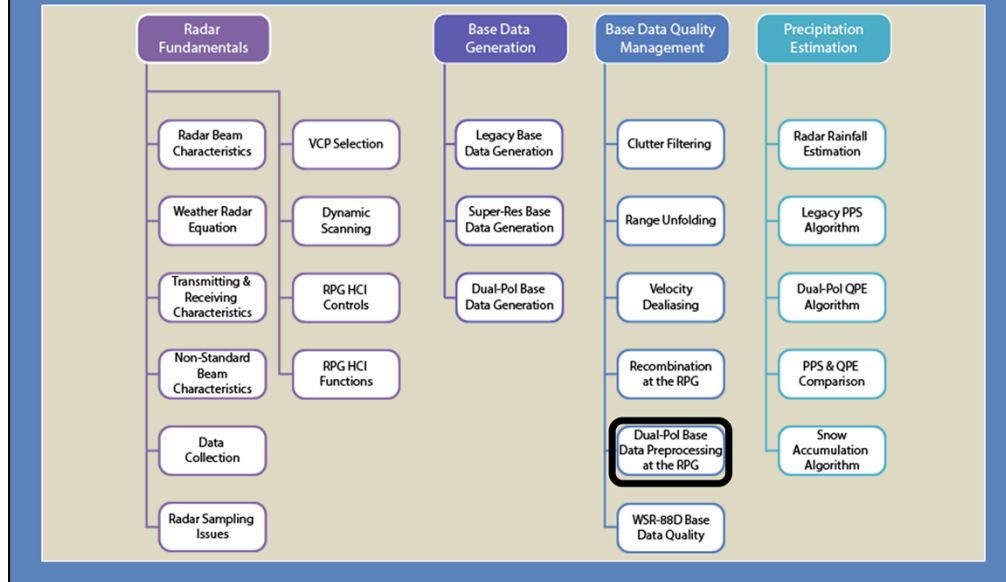 Radar
Fundamentals
Radar Beam
Characteristics
Weather Radar
Equation
Transmitting &
Receiving
Characteristics
Non-Standard
Beam
Characteristics
Data
Collection
Radar Sampling
Issues
VCP Selection
Dynamic
Scanning
RPG HCI
Controls
RPG HCI
Functions
Base Data
Generation
Legacy Base
Data Generation
Super-Res Base
Data Generation
Dual-Pol Base
Data Generation
Base Data Quality
Management
Clutter Filtering
Range Unfolding
Velocity
Dealiasing
Recombination
at the RPG
Dual-Pol Base
Data Preprocessing
at the RPG
WSR-88D Base
Data Quality
Precipitation
Estimation
Radar Rainfall
Estimation
Legacy PPS
Algorithm
Dual-Pol QPE
Algorithm
PPS & QPE
Comparison
Snow
Accumulation
Algorithm